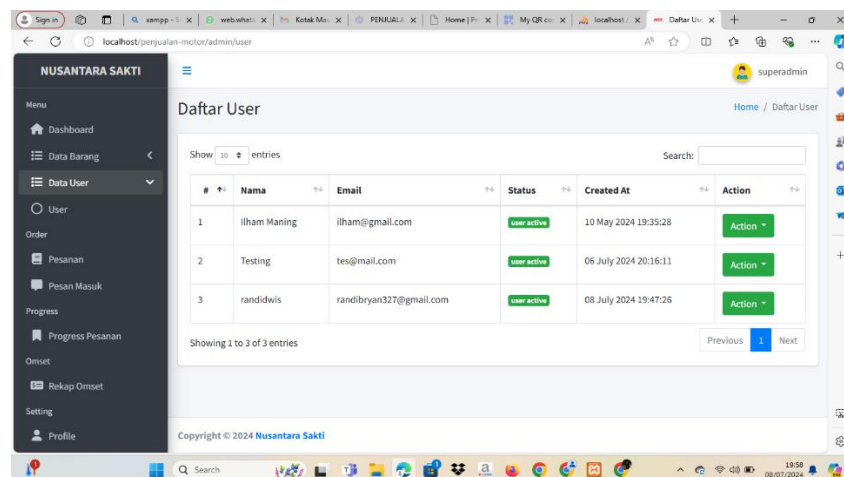 Sign in
xampp - S
web.whats
Kotak Mas
PENJUALA
Home | Pr
My QR co
localhost /
Daftar Use
localhost/penjualan-motor/admin/user
NUSANTARA SAKTI
superadmin
Menu
Daftar User
Home / Daftar User
Dashboard
Data Barang
Show 10 entries
Search:
Data User
# Nama Email Status Created At Action
User
1 Ilham Maning ilham@gmail.com user active 10 May 2024 19:35:28 Action
Order
Pesanan
2 Testing tes@mail.com user active 06 July 2024 20:16:11 Action
Pesan Masuk
3 randidwis randibryan327@gmail.com user active 08 July 2024 19:47:26 Action
Progress
Progress Pesanan
Showing 1 to 3 of 3 entries
Previous 1 Next
Omset
Rekap Omset
Setting
Profile
Copyright © 2024 Nusantara Sakti
Search
19:58
08/07/2024